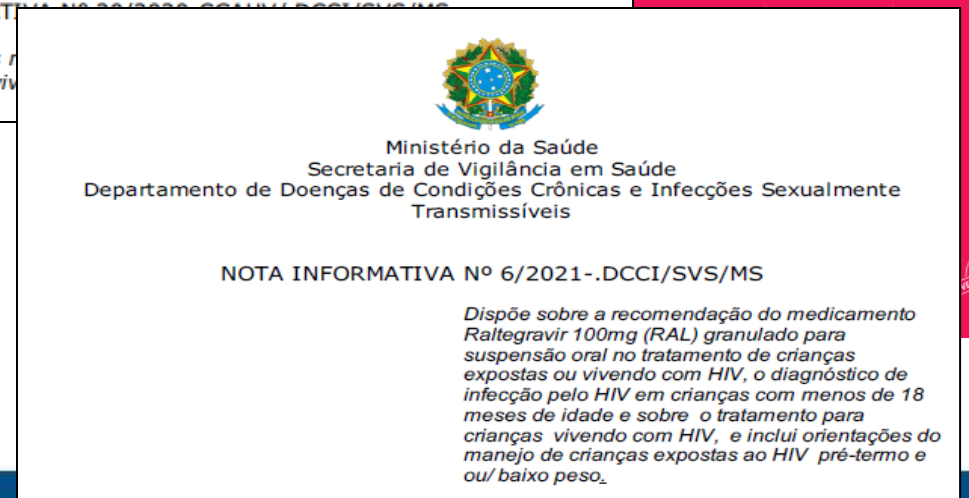 Ministério da Saúde
Secretaria de Vigilância em Saúde
Departamento de Doenças de Condições Crônicas e Infecções Sexualmente
Transmissíveis
NOTA INFORMATIVA Nº 6/2021-.DCCI/SVS/MS
Dispõe sobre a recomendação do medicamento
Raltegravir 100mg (RAL) granulado para
suspensão oral no tratamento de crianças
expostas ou vivendo com HIV, o diagnóstico de
infecção pelo HIV em crianças com menos de 18
meses de idade e sobre o tratamento para
crianças vivendo com HIV, e inclui orientações do
manejo de crianças expostas ao HIV pré-termo e
ou/ baixo peso.